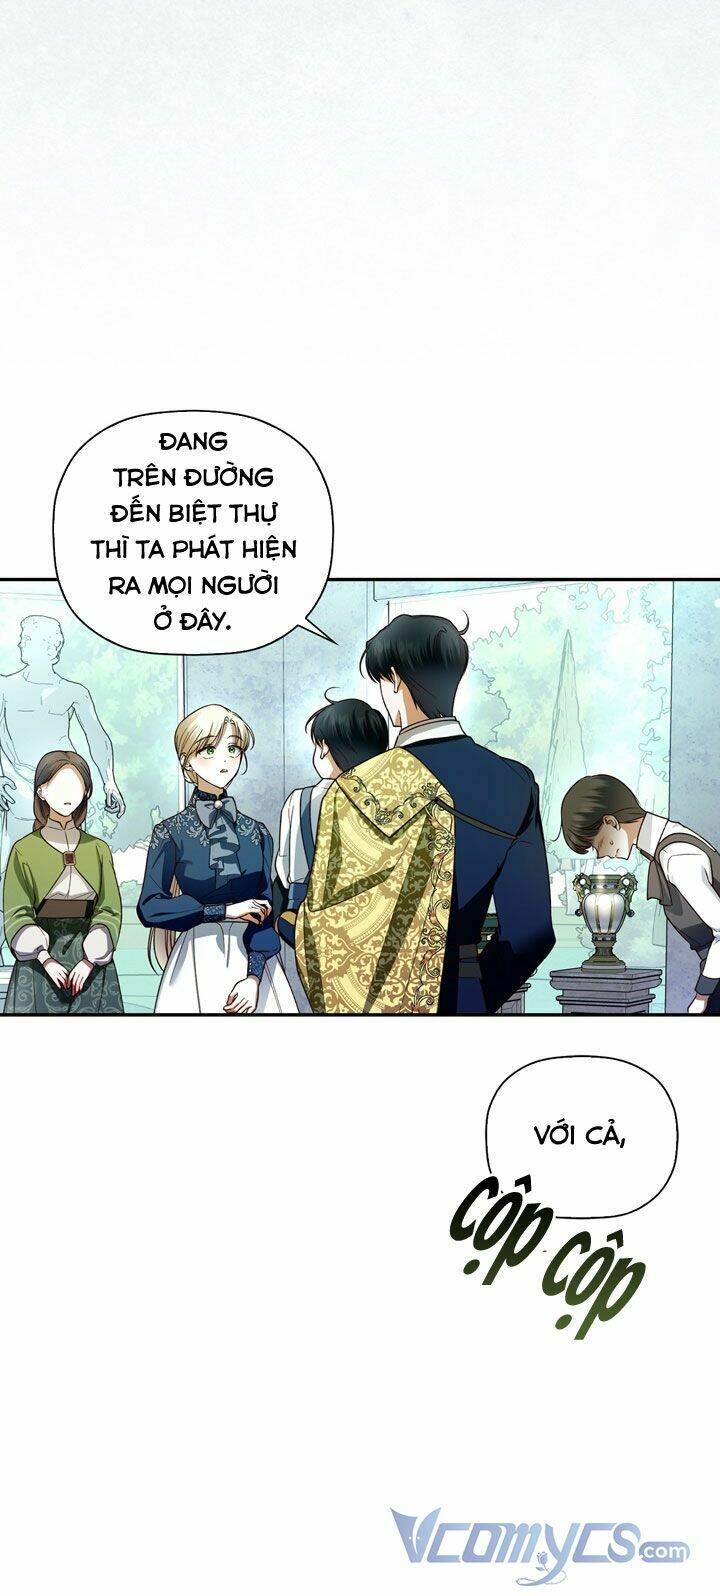 ĐANG
TRÊN ĐƯỜNG
ĐẾN BIỆT THỰ
THÌ TA PHÁT HIỆN
RA MỌI NGƯỜI
Ở ĐÂY.
VỚI CẢ,
CỘP CỘP
VCOMYCS.com